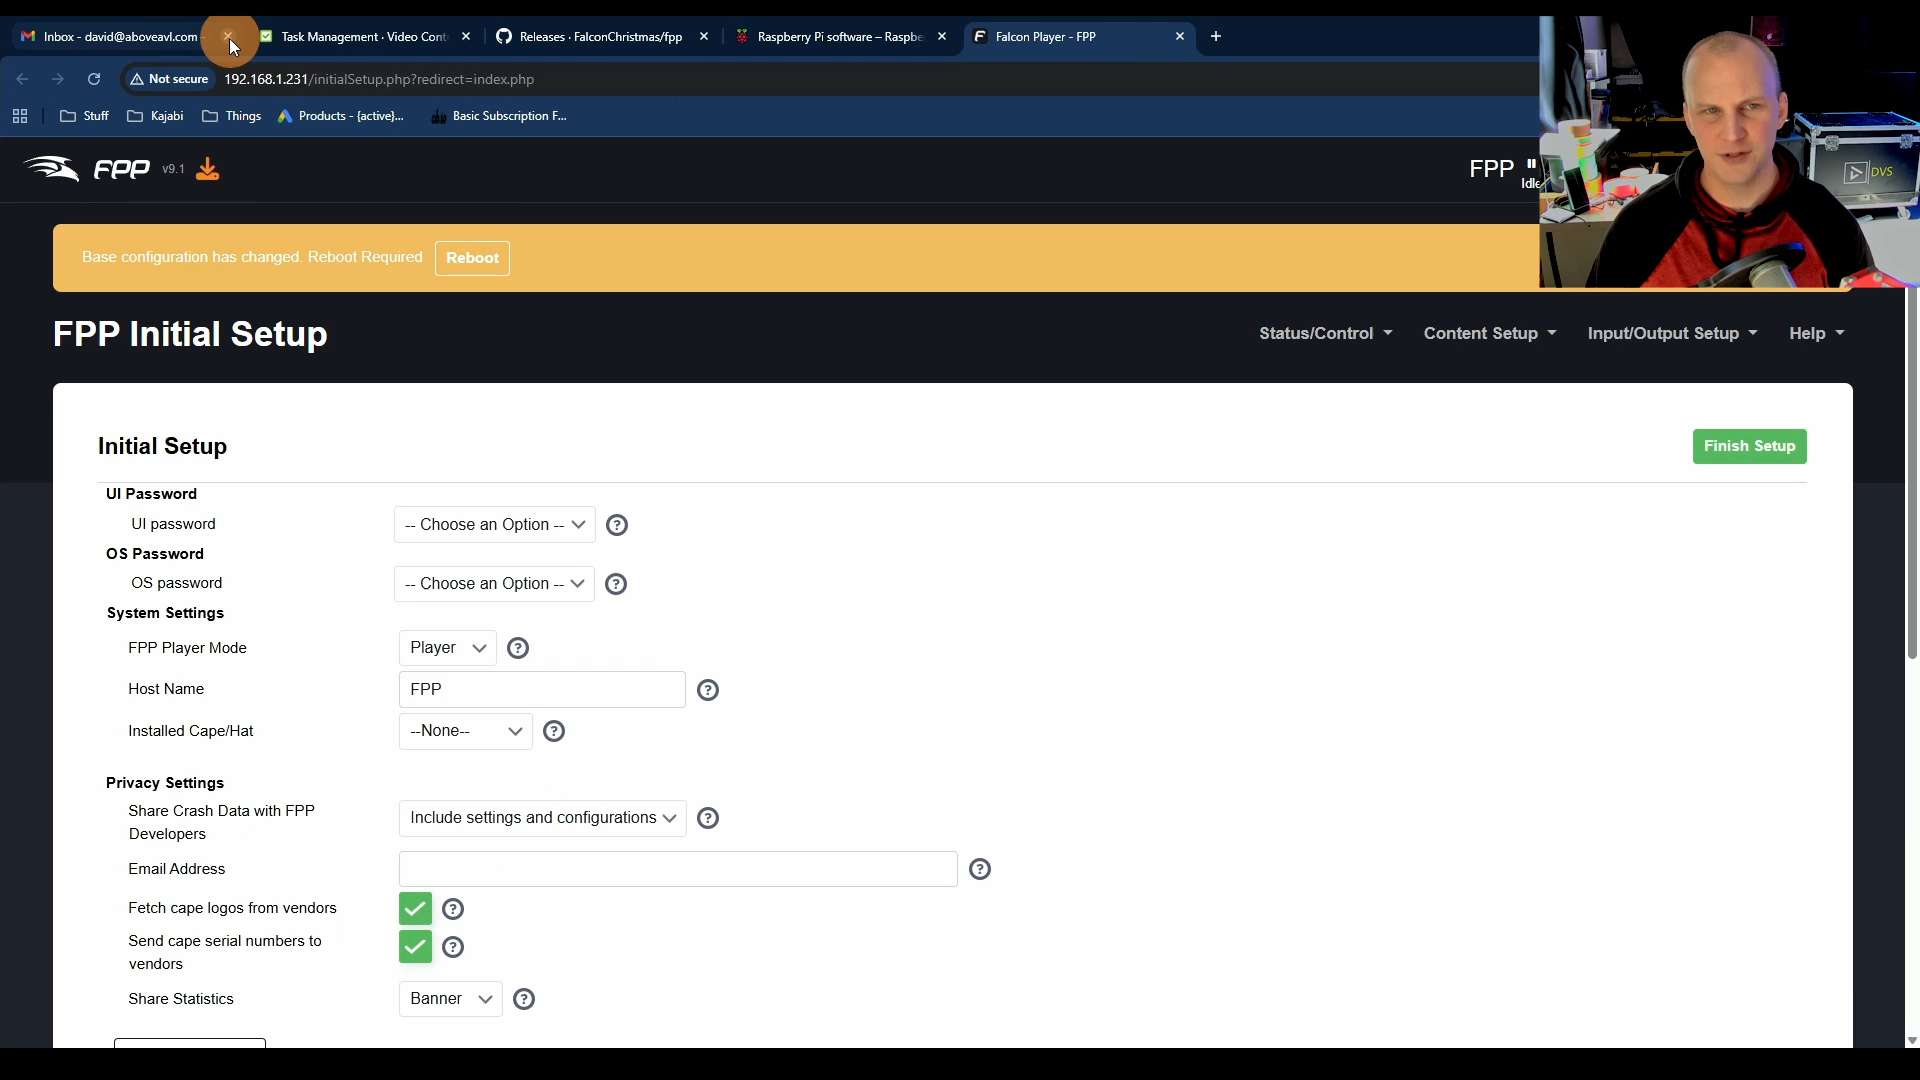 Inbox - david@aboveavl.com -
Task Management · Video Cont
Releases · FalconChristmas/fpp
Raspberry Pi software – Raspbe
Falcon Player - FPP
Not secure
192.168.1.231/initialSetup.php?redirect=index.php
Stuff
Kajabi
Things
Products - {active}...
Basic Subscription F...
FPP
v9.1
FPP
Idle
DVS
Base configuration has changed. Reboot Required
Reboot
FPP Initial Setup
Status/Control
Content Setup
Input/Output Setup
Help
Initial Setup
Finish Setup
UI Password
UI password
-- Choose an Option --
OS Password
OS password
-- Choose an Option --
System Settings
FPP Player Mode
Player
Host Name
FPP
Installed Cape/Hat
--None--
Privacy Settings
Share Crash Data with FPP
Developers
Include settings and configurations
Email Address
Fetch cape logos from vendors
Send cape serial numbers to
vendors
Share Statistics
Banner